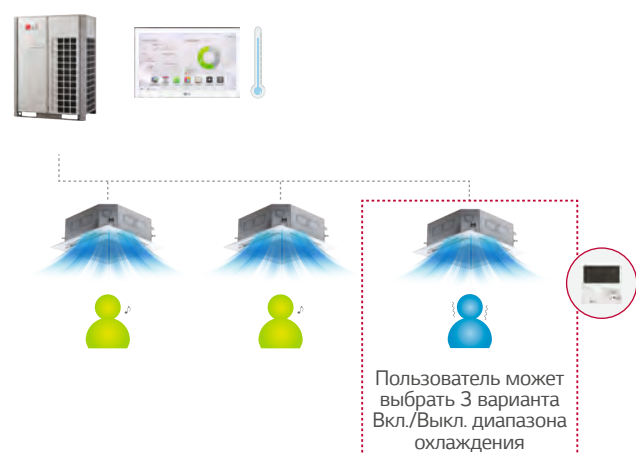 Пользователь может
выбрать 3 варианта
Вкл./Выкл. диапазона
охлаждения